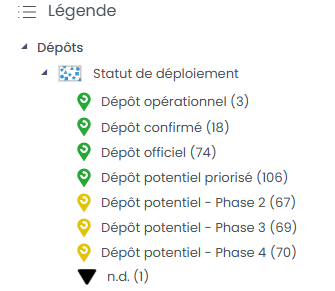 Légende
Dépôts
Statut de déploiement
Dépôt opérationnel (3)
Dépôt confirmé (18)
Dépôt officiel (74)
Dépôt potentiel priorisé (106)
Dépôt potentiel - Phase 2 (67)
Dépôt potentiel - Phase 3 (69)
Dépôt potentiel - Phase 4 (70)
n.d. (1)